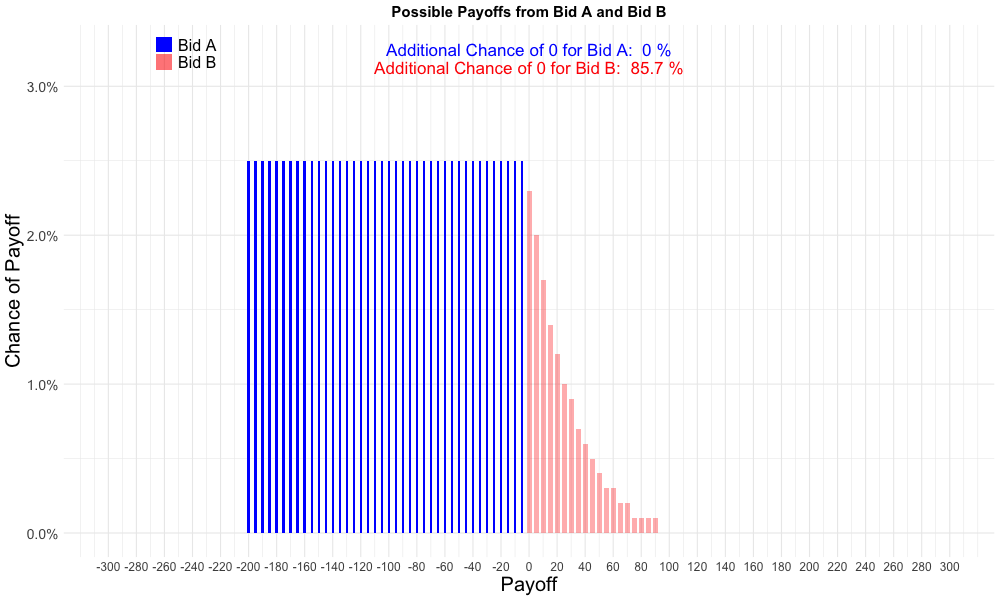 Possible Payoffs from Bid A and Bid B
Bid A
Bid B
Additional Chance of 0 for Bid A:  0 %
Additional Chance of 0 for Bid B:  85.7 %
Chance of Payoff
3.0%
2.0%
1.0%
0.0%
-300 -280 -260 -240 -220 -200 -180 -160 -140 -120 -100 -80 -60 -40 -20 0 20 40 60 80 100 120 140 160 180 200 220 240 260 280 300
Payoff